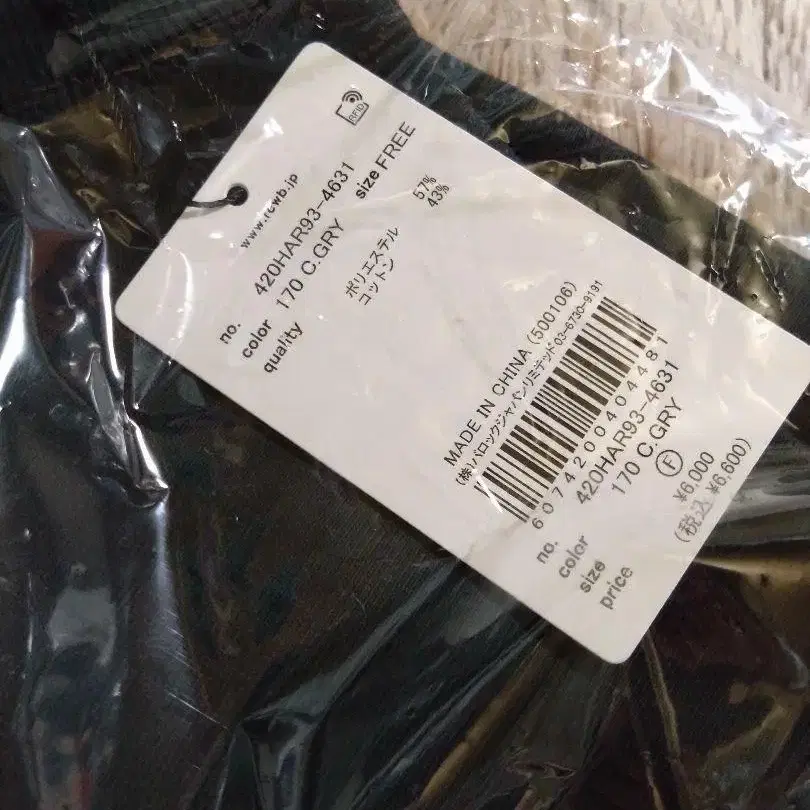 RFID
www.rcwb.jp
no. 420HAR93-4631
color 170 C.GRY size FREE
quality
ポリエステル 57%
コットン 43%
MADE IN CHINA (500106)
(株)バロックジャパンリミテッド03-6730-9191
6074200404481
no. 420HAR93-4631
color 170 C.GRY
size F
price ¥6,000
(税込 ¥6,600)